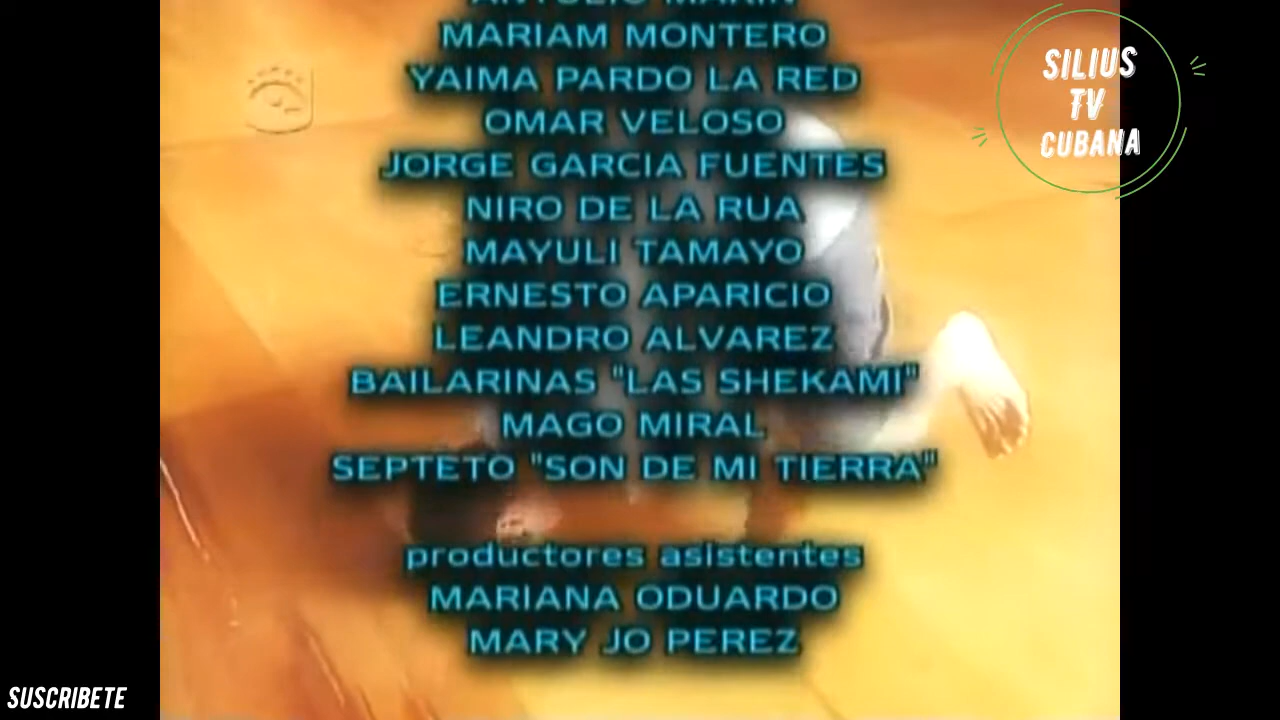 MARIAM MONTERO
YAIMA PARDO LA RED
OMAR VELOSO
JORGE GARCIA FUENTES
NIRO DE LA RUA
MAYULI TAMAYO
ERNESTO APARICIO
LEANDRO ALVAREZ
BAILARINAS "LAS SHEKAMI"
MAGO MIRAL
SEPTETO "SON DE MI TIERRA"
productores asistentes
MARIANA ODUARDO
MARY JO PEREZ
SILIUS
TV
CUBANA
SUSCRIBETE